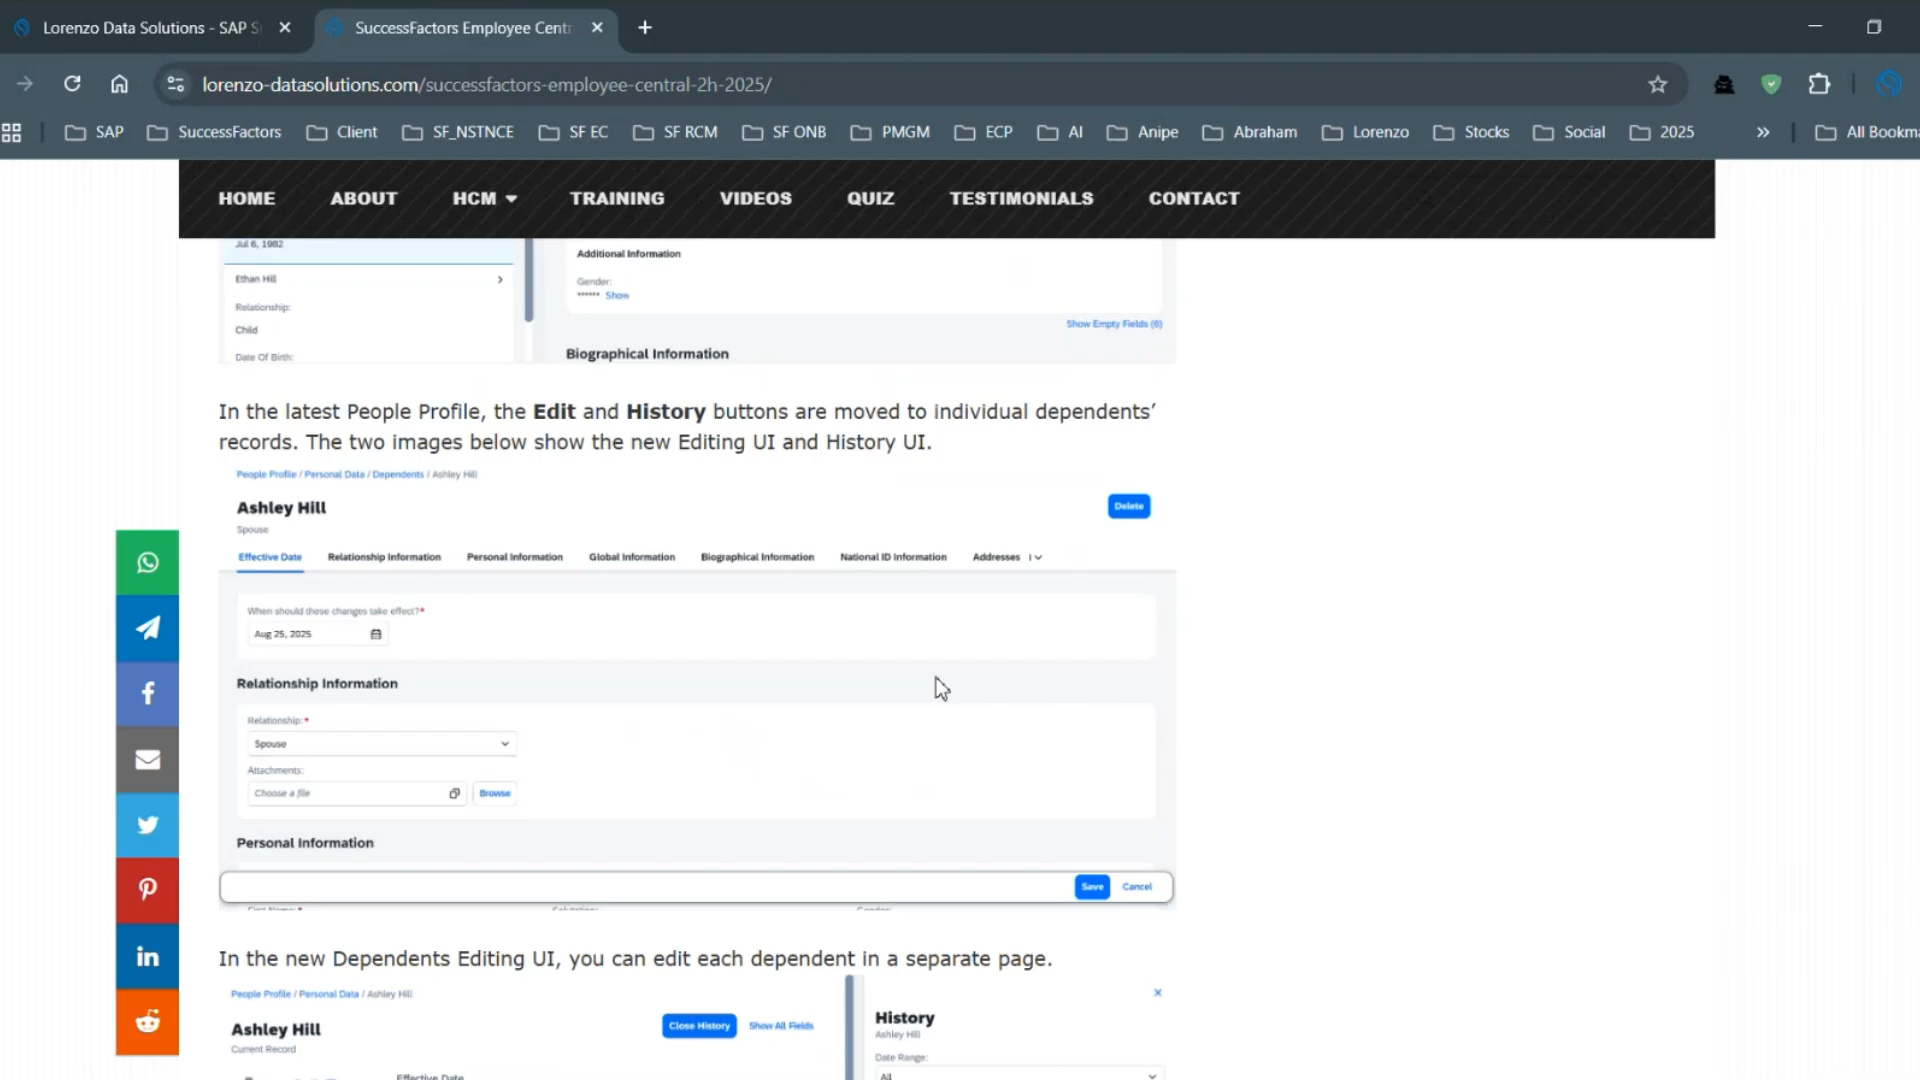 Lorenzo Data Solutions - SAP S
SuccessFactors Employee Cent
lorenzo-datasolutions.com/successfactors-employee-central-2h-2025/
SAP SuccessFactors Client SF_NSTNCE SF EC SF RCM SF ONB PMGM ECP AI Anipe Abraham Lorenzo Stocks Social 2025 » All Bookma
HOME ABOUT HCM TRAINING VIDEOS QUIZ TESTIMONIALS CONTACT
Jul 6, 1982
Ethan Hill
Relationship:
Child
Date Of Birth:
Additional Information
Gender:
****** Show
Show Empty Fields (6)
Biographical Information
In the latest People Profile, the Edit and History buttons are moved to individual dependents’
records. The two images below show the new Editing UI and History UI.
People Profile / Personal Data / Dependents / Ashley Hill
Ashley Hill
Delete
Spouse
Effective Date Relationship Information Personal Information Global Information Biographical Information National ID Information Addresses
When should these changes take effect?*
Aug 25, 2025
Relationship Information
Relationship:*
Spouse
Attachments:
Choose a file Browse
Personal Information
Save Cancel
First Name: * Salutation: Gender:
In the new Dependents Editing UI, you can edit each dependent in a separate page.
People Profile / Personal Data / Ashley Hill
Ashley Hill
Current Record
Close History Show All Fields
Effective Date
History
Ashley Hill
Date Range:
All